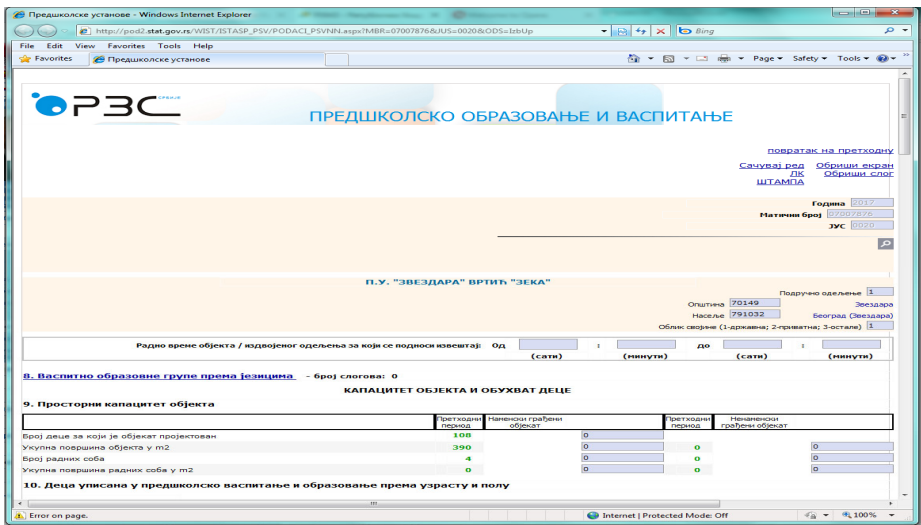 Предшколске установе - Windows Internet Explorer
http://pod2.stat.gov.rs/WIST/ISTASP_PSV/PODACI_PSVNN.aspx?MBR=07007876&JUS=0020&ODS=IzbUp
Bing
File Edit View Favorites Tools Help
Favorites Предшколске установе Page Safety Tools
РЗС СРБИЈЕ
ПРЕДШКОЛСКО ОБРАЗОВАЊЕ И ВАСПИТАЊЕ
повратак на претходну
Сачувај ред Обриши екран
ЛК Обриши слог
ШТАМПА
Година 2017
Матични број 07007876
ЈУС 0020
П.У. "ЗВЕЗДАРА" ВРТИЋ "ЗЕКА"
Подручно одељење 1
Општина 70149 Звездара
Насеље 791032 Београд (Звездара)
Облик својине (1-државна; 2-приватна; 3-остале) 1
Радно време објекта / издвојеног одељења за који се подноси извештај: Од : до :
(сати) (минути) (сати) (минути)
8. Васпитно образовне групе према језицима - број слогова: 0
КАПАЦИТЕТ ОБЈЕКТА И ОБУХВАТ ДЕЦЕ
9. Просторни капацитет објекта
Претходни период Наменски грађени објекат Претходни период Ненаменски грађени објекат
Број деце за који је објекат пројектован 108 0
Укупна површина објекта у m2 390 0 0 0
Број радних соба 4 0 0 0
Укупна површина радних соба у m2 0 0 0 0
10. Деца уписана у предшколско васпитање и образовање према узрасту и полу
Error on page. Internet | Protected Mode: Off 100%